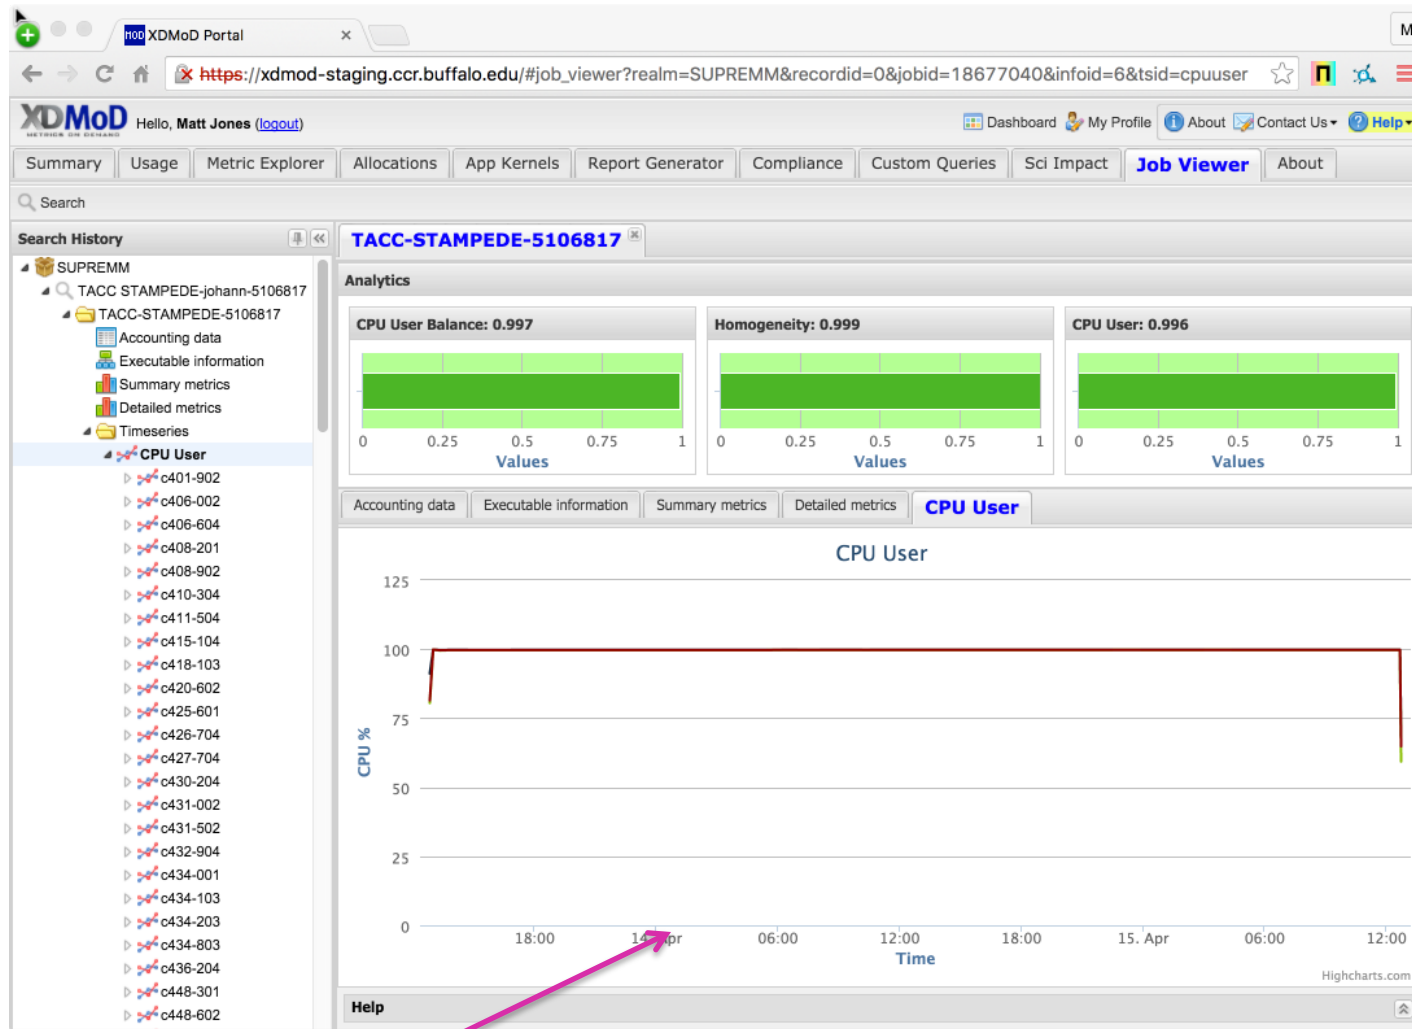 MOD XDMoD Portal
M
https://xdmod-staging.ccr.buffalo.edu/#job_viewer?realm=SUPREMM&recordid=0&jobid=18677040&infoid=6&tsid=cpuuser
XDMoD
METRICS ON DEMAND
Hello, Matt Jones (logout)
Dashboard My Profile About Contact Us Help
Summary Usage Metric Explorer Allocations App Kernels Report Generator Compliance Custom Queries Sci Impact Job Viewer About
Search
Search History
SUPREMM
TACC STAMPEDE-johann-5106817
TACC-STAMPEDE-5106817
Accounting data
Executable information
Summary metrics
Detailed metrics
Timeseries
CPU User
c401-902
c406-002
c406-604
c408-201
c408-902
c410-304
c411-504
c415-104
c418-103
c420-602
c425-601
c426-704
c427-704
c430-204
c431-002
c431-502
c432-904
c434-001
c434-103
c434-203
c434-803
c436-204
c448-301
c448-602
TACC-STAMPEDE-5106817
Analytics
CPU User Balance: 0.997
0 0.25 0.5 0.75 1
Values
Homogeneity: 0.999
0 0.25 0.5 0.75 1
Values
CPU User: 0.996
0 0.25 0.5 0.75 1
Values
Accounting data Executable information Summary metrics Detailed metrics CPU User
CPU User
125
100
75
50
25
0
CPU %
18:00 14. Apr 06:00 12:00 18:00 15. Apr 06:00 12:00
Time
Highcharts.com
Help